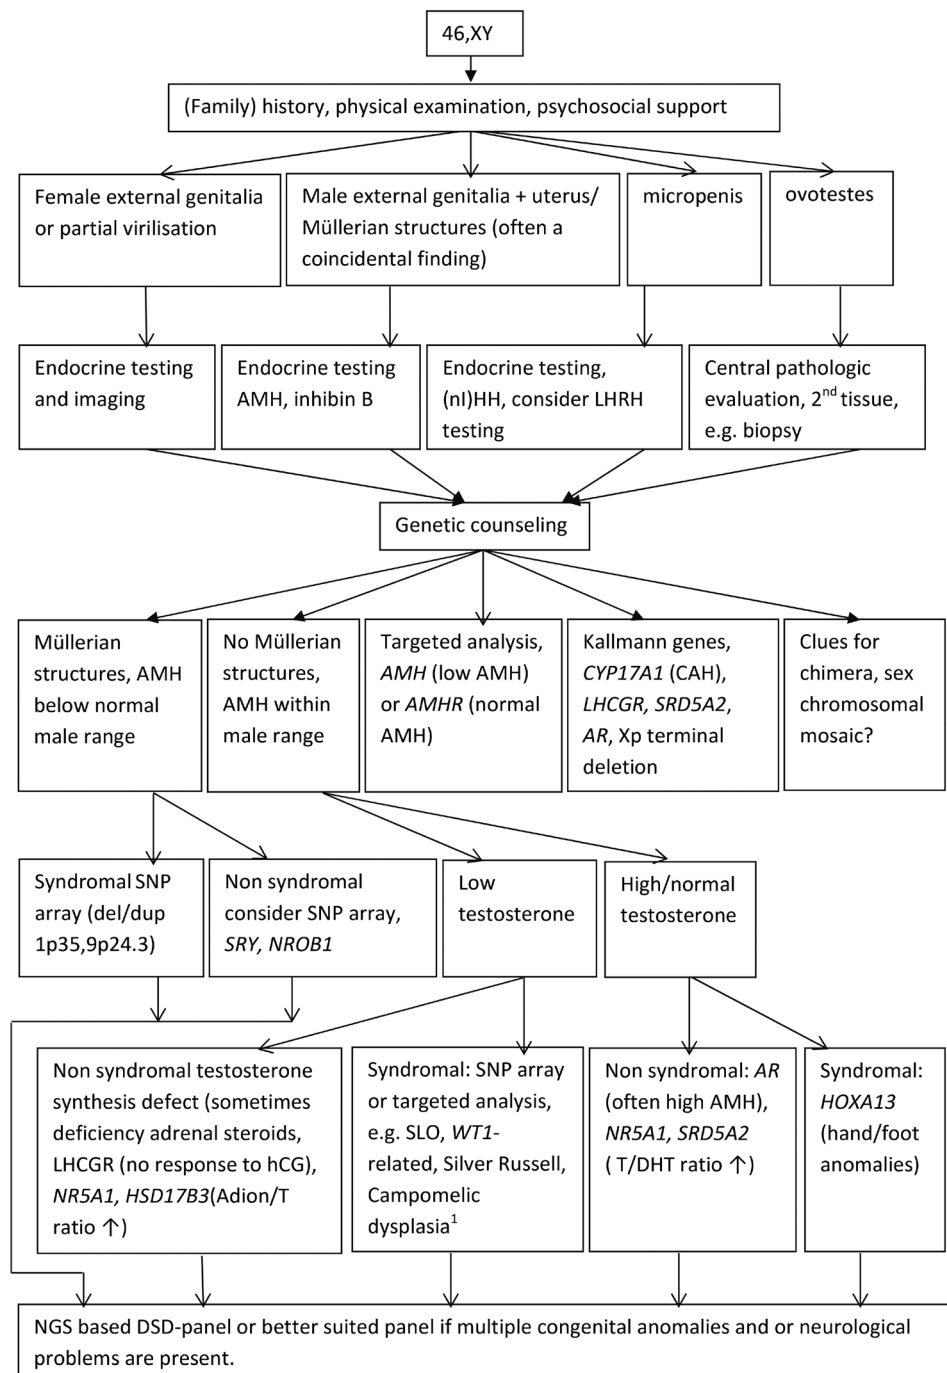 46,XY
(Family) history, physical examination, psychosocial support
Female external genitalia
or partial virilisation
Male external genitalia + uterus/
Müllerian structures (often a
coincidental finding)
micropenis
ovotestes
Endocrine testing
and imaging
Endocrine testing
AMH, inhibin B
Endocrine testing,
(nI)HH, consider LHRH
testing
Central pathologic
evaluation, 2nd tissue,
e.g. biopsy
Genetic counseling
Müllerian
structures, AMH
below normal
male range
No Müllerian
structures,
AMH within
male range
Targeted analysis,
AMH (low AMH)
or AMHR (normal
AMH)
Kallmann genes,
CYP17A1 (CAH),
LHCGR, SRD5A2,
AR, Xp terminal
deletion
Clues for
chimera, sex
chromosomal
mosaic?
Syndromal SNP
array (del/dup
1p35,9p24.3)
Non syndromal
consider SNP array,
SRY, NROB1
Low
testosterone
High/normal
testosterone
Non syndromal testosterone
synthesis defect (sometimes
deficiency adrenal steroids,
LHCGR (no response to hCG),
NR5A1, HSD17B3(Adion/T
ratio ↑)
Syndromal: SNP array
or targeted analysis,
e.g. SLO, WT1-
related, Silver Russell,
Campomelic
dysplasia1
Non syndromal: AR
(often high AMH),
NR5A1, SRD5A2
( T/DHT ratio ↑)
Syndromal:
HOXA13
(hand/foot
anomalies)
NGS based DSD-panel or better suited panel if multiple congenital anomalies and or neurological
problems are present.